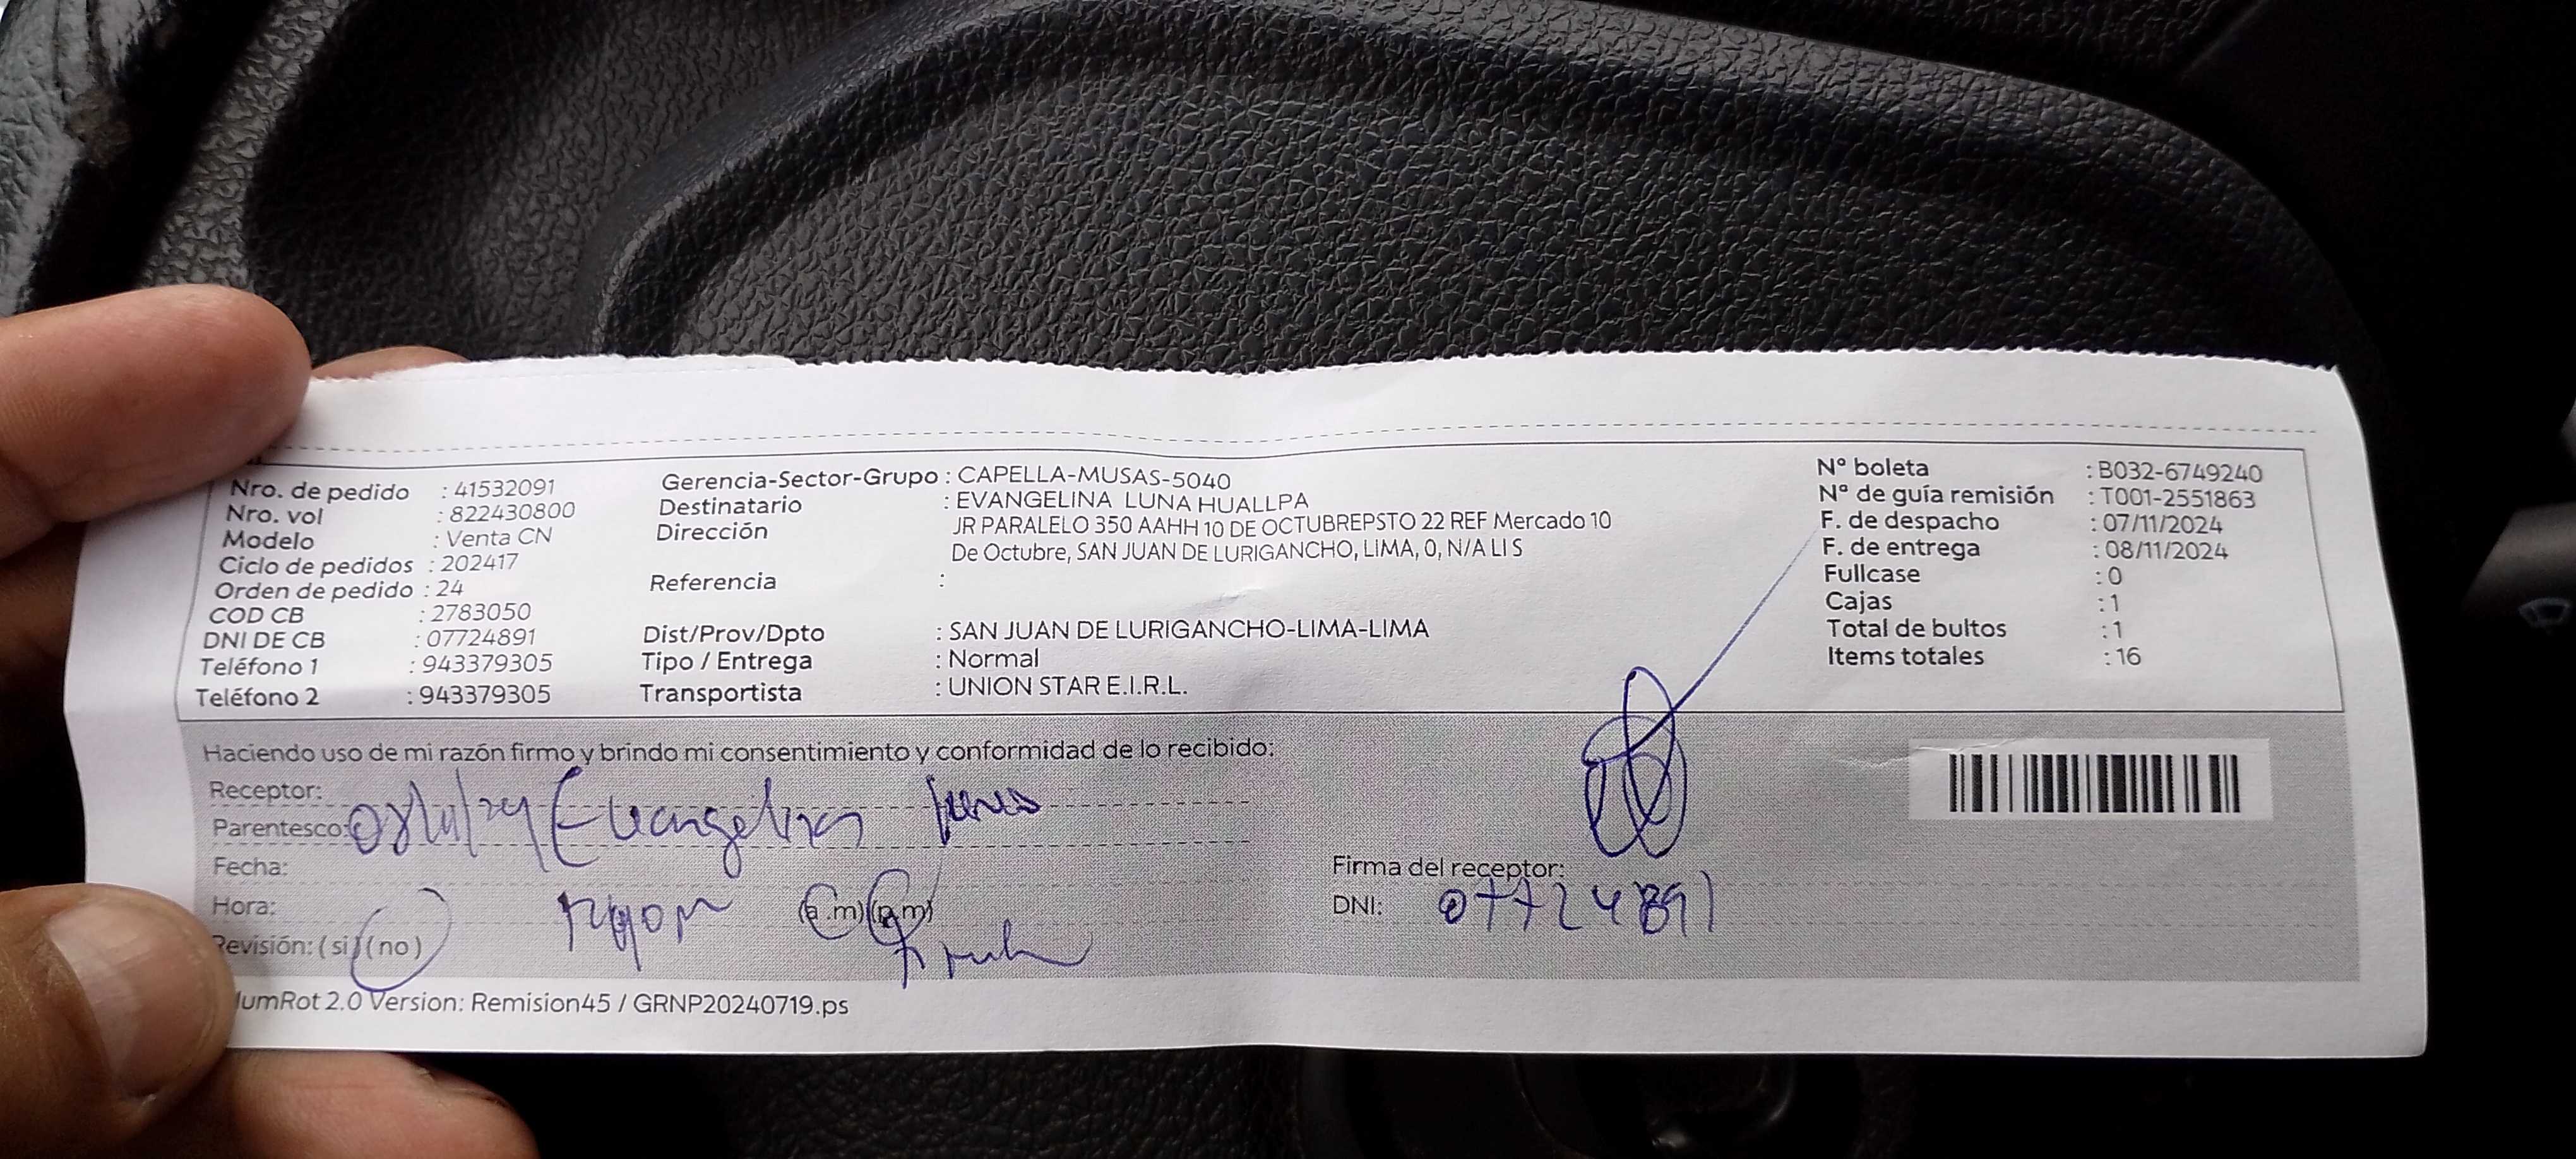 Nro. de pedido : 41532091
Nro. vol : 822430800
Modelo : Venta CN
Ciclo de pedidos : 202417
Orden de pedido : 24
COD CB : 2783050
DNI DE CB : 07724891
Teléfono 1 : 943379305
Teléfono 2 : 943379305
Gerencia-Sector-Grupo : CAPELLA-MUSAS-5040
Destinatario : EVANGELINA LUNA HUALLPA
Dirección JR PARALELO 350 AAHH 10 DE OCTUBREPSTO 22 REF Mercado 10
De Octubre, SAN JUAN DE LURIGANCHO, LIMA, 0, N/A LI S
Referencia :
Dist/Prov/Dpto : SAN JUAN DE LURIGANCHO-LIMA-LIMA
Tipo / Entrega : Normal
Transportista : UNION STAR E.I.R.L.
N° boleta : B032-6749240
N° de guía remisión : T001-2551863
F. de despacho : 07/11/2024
F. de entrega : 08/11/2024
Fullcase : 0
Cajas : 1
Total de bultos : 1
Items totales : 16
Haciendo uso de mi razón firmo y brindo mi consentimiento y conformidad de lo recibido:
Receptor:
Parentesco: 08/11/24 Evangelina
Fecha:
Hora: (a.m) (p.m)
Revisión: ( si ) ( no )
Firma del receptor:
DNI: 07724891
umRot 2.0 Version: Remision45 / GRNP20240719.ps